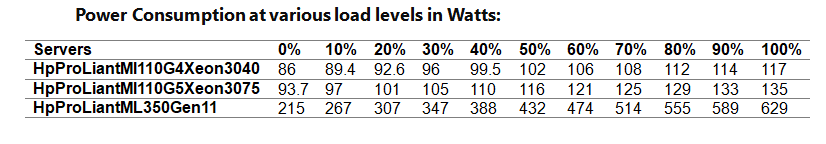 Power Consumption at various load levels in Watts:
Servers 0% 10% 20% 30% 40% 50% 60% 70% 80% 90% 100%
HpProLiantMl110G4Xeon3040 86 89.4 92.6 96 99.5 102 106 108 112 114 117
HpProLiantMl110G5Xeon3075 93.7 97 101 105 110 116 121 125 129 133 135
HpProLiantML350Gen11 215 267 307 347 388 432 474 514 555 589 629